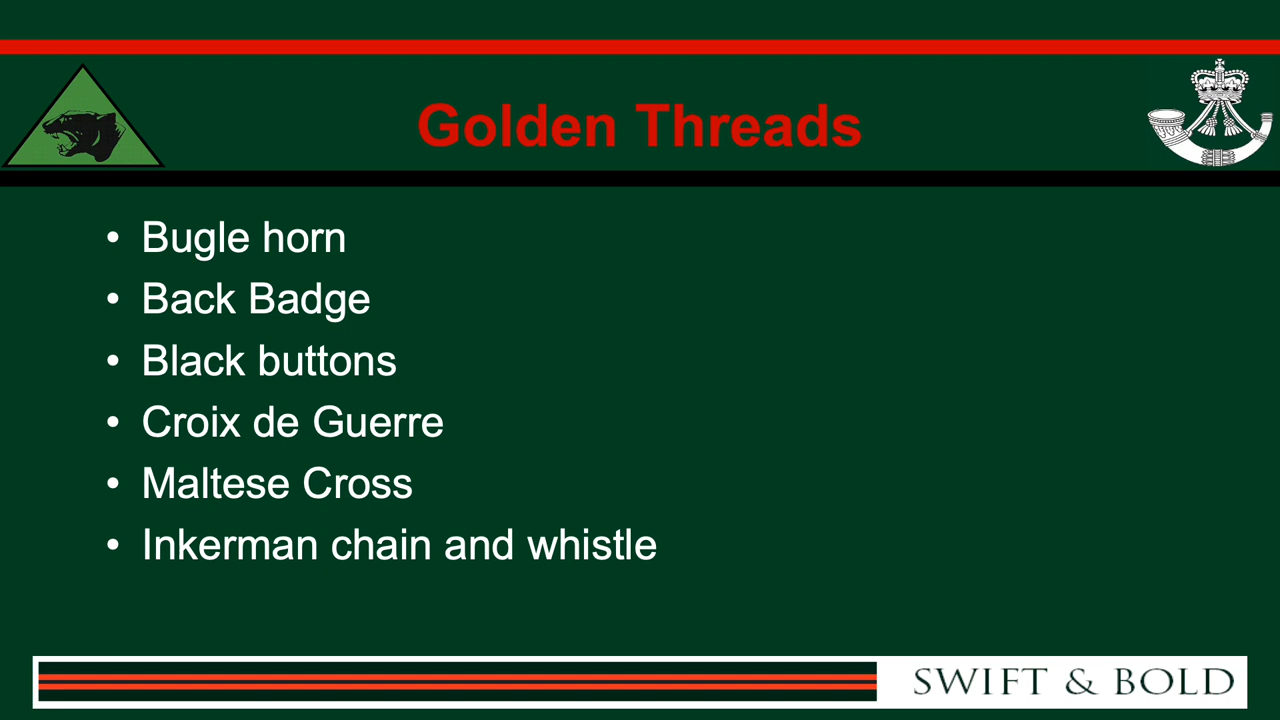 Golden Threads
• Bugle horn
• Back Badge
• Black buttons
• Croix de Guerre
• Maltese Cross
• Inkerman chain and whistle
SWIFT & BOLD